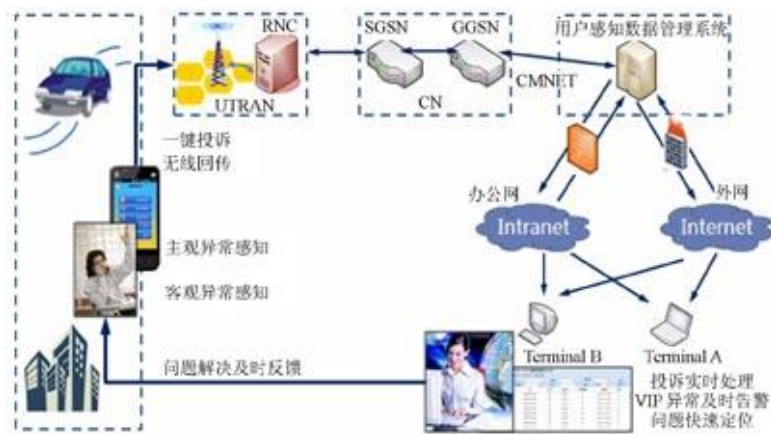 RNC
UTRAN
SGSN
GGSN
CN
CMNET
用户感知数据管理系统
一键投诉
无线回传
主观异常感知
客观异常感知
办公网
Intranet
外网
Internet
Terminal B
Terminal A
投诉实时处理
VIP 异常及时告警
问题快速定位
问题解决及时反馈